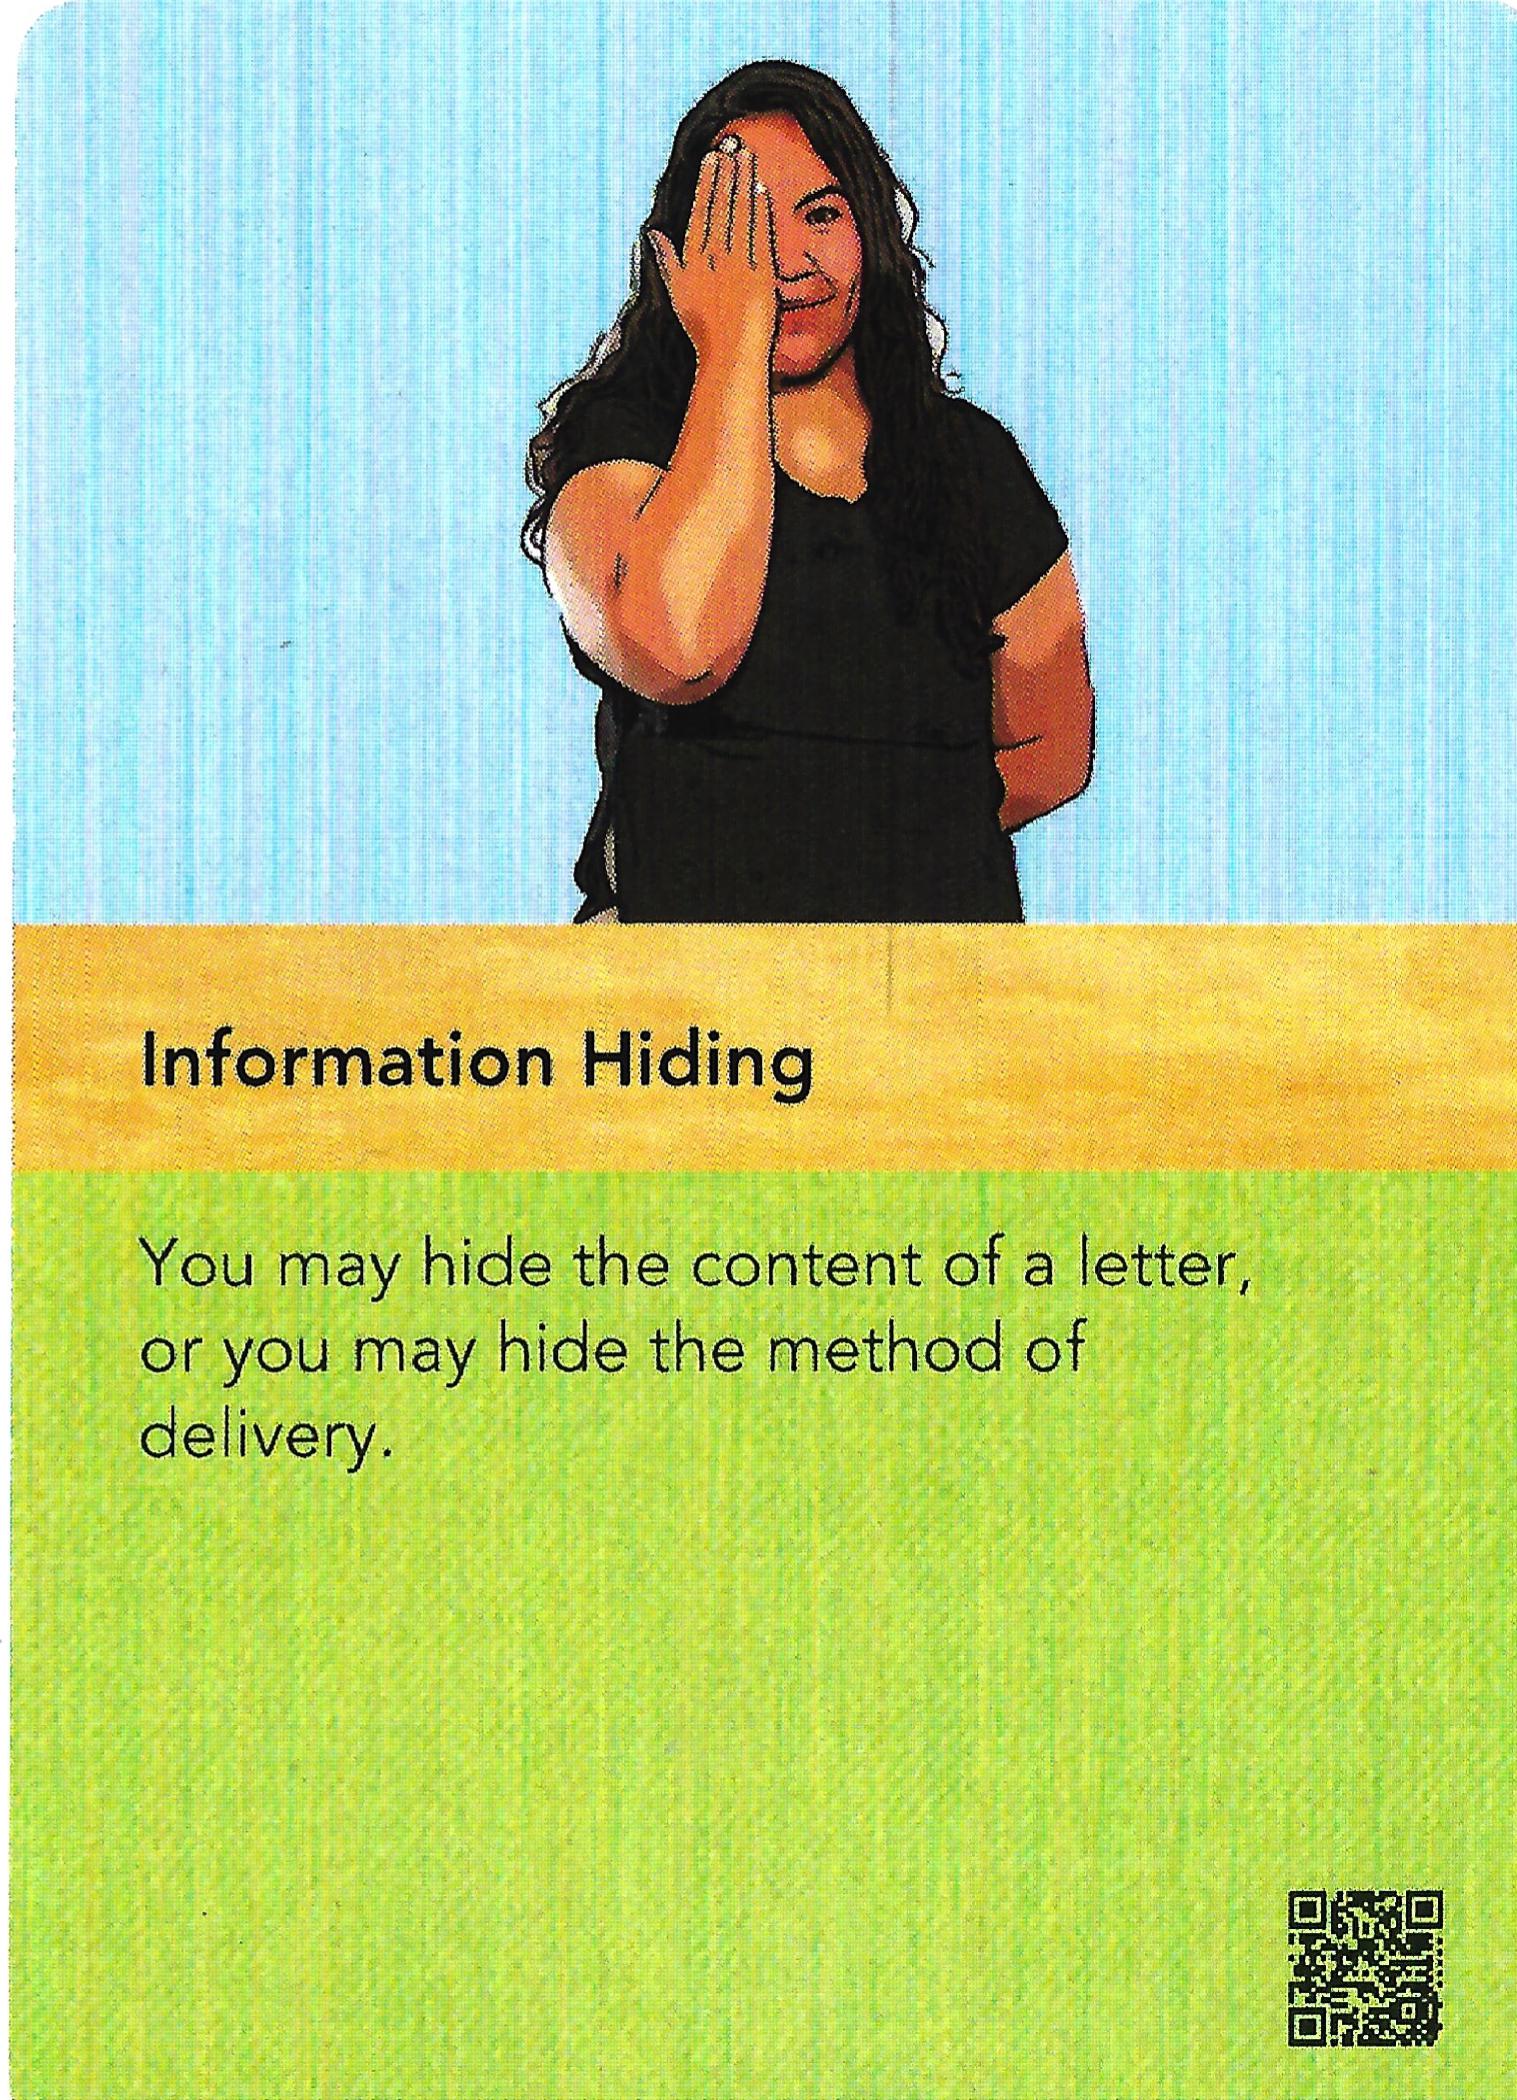 Information Hiding
You may hide the content of a letter,
or you may hide the method of
delivery.